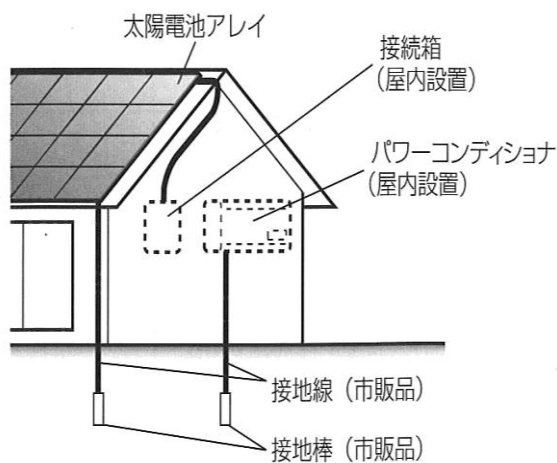 太陽電池アレイ
接続箱
(屋内設置)
パワーコンディショナ
(屋内設置)
接地線 (市販品)
接地棒 (市販品)